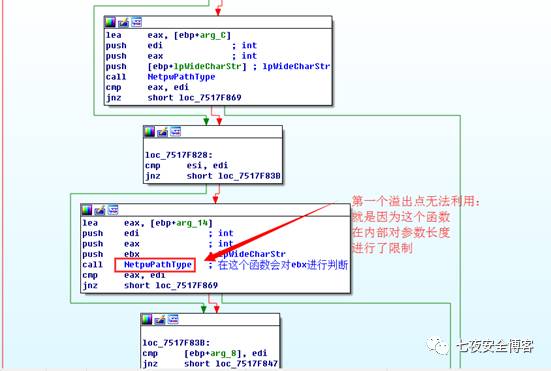 lea eax, [ebp+arg_C]
push edi ; int
push eax ; int
push [ebp+lpWideCharStr] ; lpWideCharStr
call NetpwPathType
cmp eax, edi
jnz short loc_7517F869
loc_7517F828:
cmp esi, edi
jnz short loc_7517F83B
第一个溢出点无法利用:
就是因为这个函数
在内部对参数长度
进行了限制
lea eax, [ebp+arg_14]
push edi ; int
push eax ; int
push ebx ; lpWideCharStr
call NetpwPathType ; 在这个函数会对ebx进行判断
cmp eax, edi
jnz short loc_7517F869
loc_7517F83B:
cmp [ebp+arg_8], edi
jnz short loc_7517F847
七夜安全博客